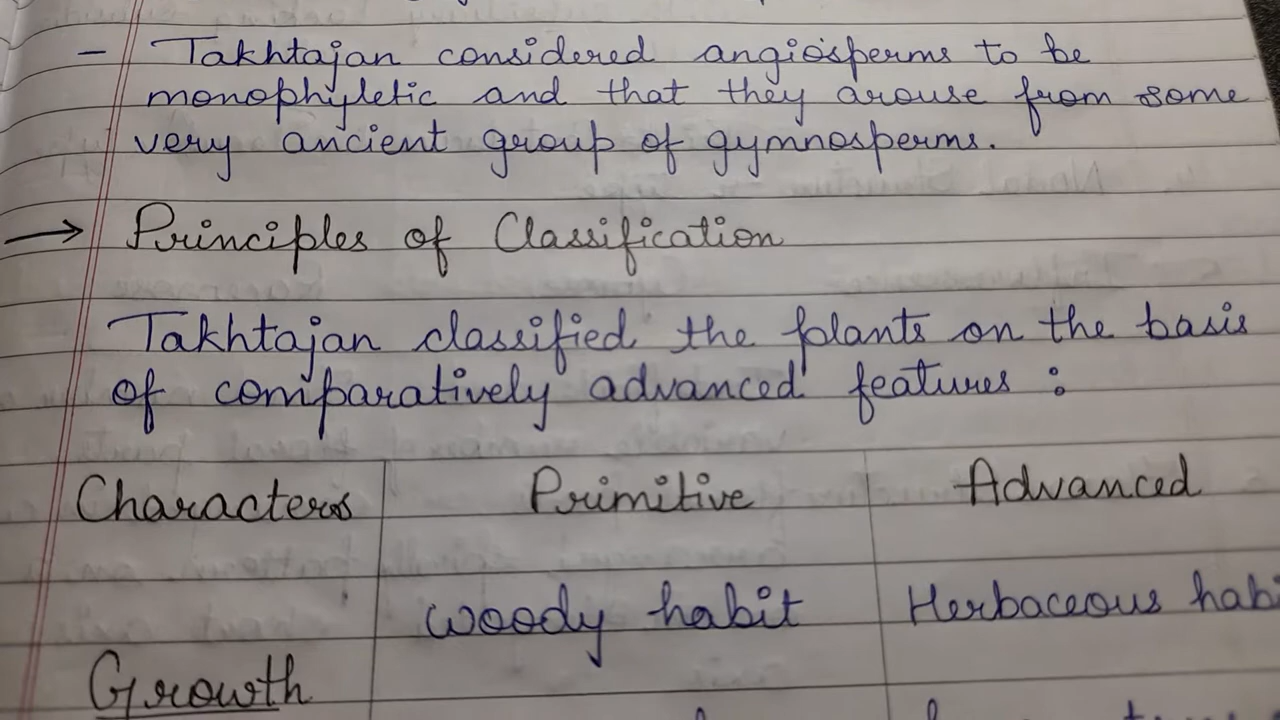 - Takhtajan considered angiosperms to be
monophyletic and that they arouse from some
very ancient group of gymnosperms.
→ Principles of Classification
Takhtajan classified the plants on the basis
of comparatively advanced features :
Characters Primitive Advanced
Woody habit Herbaceous habi
Growth